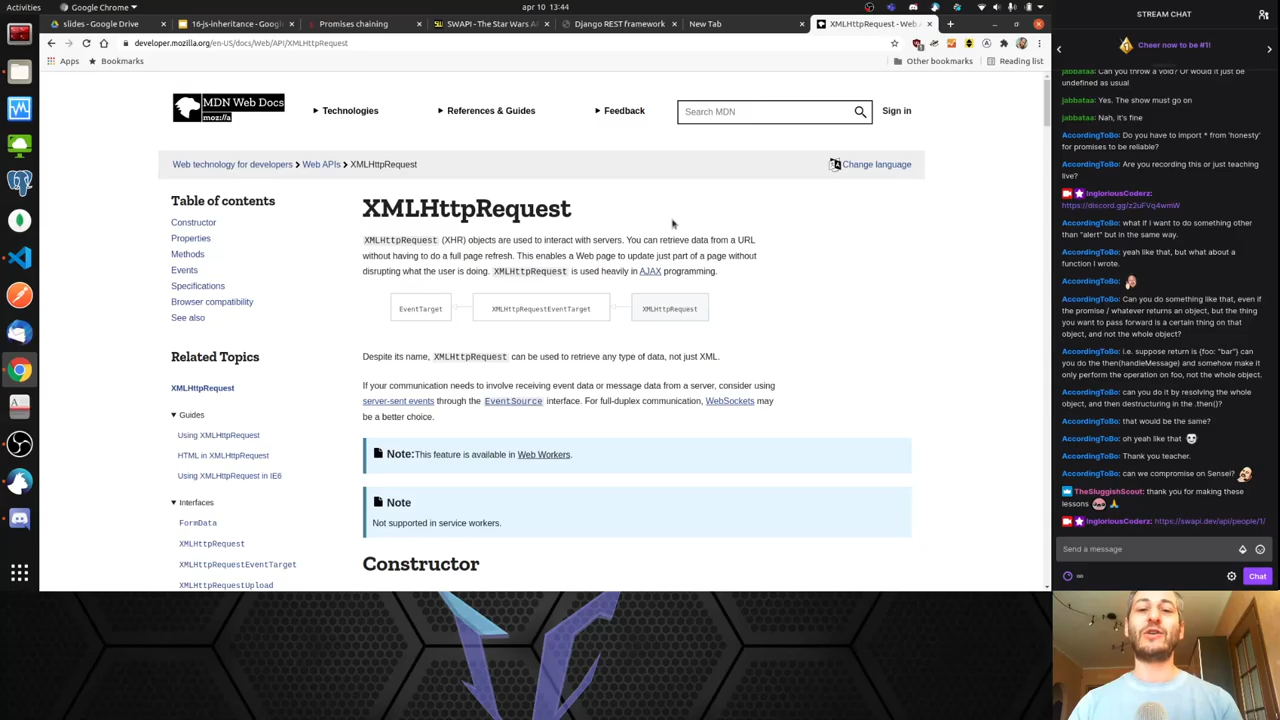 Activities
Google Chrome
apr 10 13:44
slides - Google Drive
16-js-inheritance - Googl
Promises chaining
SWAPI - The Star Wars AP
Django REST framework
New Tab
XMLHttpRequest - Web A
developer.mozilla.org/en-US/docs/Web/API/XMLHttpRequest
Apps
Bookmarks
Other bookmarks
Reading list
MDN Web Docs
moz://a
Technologies
References & Guides
Feedback
Search MDN
Sign in
Web technology for developers
Web APIs
XMLHttpRequest
Change language
Table of contents
Constructor
Properties
Methods
Events
Specifications
Browser compatibility
See also
Related Topics
XMLHttpRequest
Guides
Using XMLHttpRequest
HTML in XMLHttpRequest
Using XMLHttpRequest in IE6
Interfaces
FormData
XMLHttpRequest
XMLHttpRequestEventTarget
XMLHttpRequestUpload
XMLHttpRequest
XMLHttpRequest (XHR) objects are used to interact with servers. You can retrieve data from a URL
without having to do a full page refresh. This enables a Web page to update just part of a page without
disrupting what the user is doing. XMLHttpRequest is used heavily in AJAX programming.
EventTarget
XMLHttpRequestEventTarget
XMLHttpRequest
Despite its name, XMLHttpRequest can be used to retrieve any type of data, not just XML.
If your communication needs to involve receiving event data or message data from a server, consider using
server-sent events through the EventSource interface. For full-duplex communication, WebSockets may
be a better choice.
Note:This feature is available in Web Workers.
Note
Not supported in service workers.
Constructor
STREAM CHAT
Cheer now to be #1!
jabbataa: Can you throw a void? Or would it just be
undefined as usual
jabbataa: Yes. The show must go on
jabbataa: Nah, it's fine
AccordingToBo: Do you have to import * from 'honesty'
for promises to be reliable?
AccordingToBo: Are you recording this or just teaching
live?
IngloriousCoderz:
https://discord.gg/z2uFVq4wmW
AccordingToBo: what if I want to do something other
than "alert" but in the same way.
AccordingToBo: yeah like that, but what about a
function I wrote.
AccordingToBo:
AccordingToBo: Can you do something like that, even if
the promise / whatever returns an object, but the thing
you want to pass forward is a certain thing on that
object, and not the whole object?
AccordingToBo: i.e. suppose return is {foo: "bar"} can
you do the then(handleMessage) and somehow make it
only perform the operation on foo, not the whole object.
AccordingToBo: can you do it by resolving the whole
object, and then destructuring in the .then()?
AccordingToBo: that would be the same?
AccordingToBo: oh yeah like that
AccordingToBo: Thank you teacher.
AccordingToBo: can we compromise on Sensei?
TheSluggishScout: thank you for making these
lessons
IngloriousCoderz: https://swapi.dev/api/people/1/
Send a message
∞
Chat